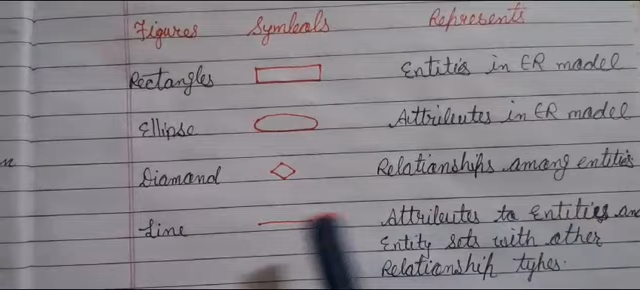 Figures Symbols Represents
Rectangles Entities in ER model
Ellipse Attributes in ER model
Diamand Relationships among entities
Line Attributes to Entities and
Entity sets with other
Relationship types.